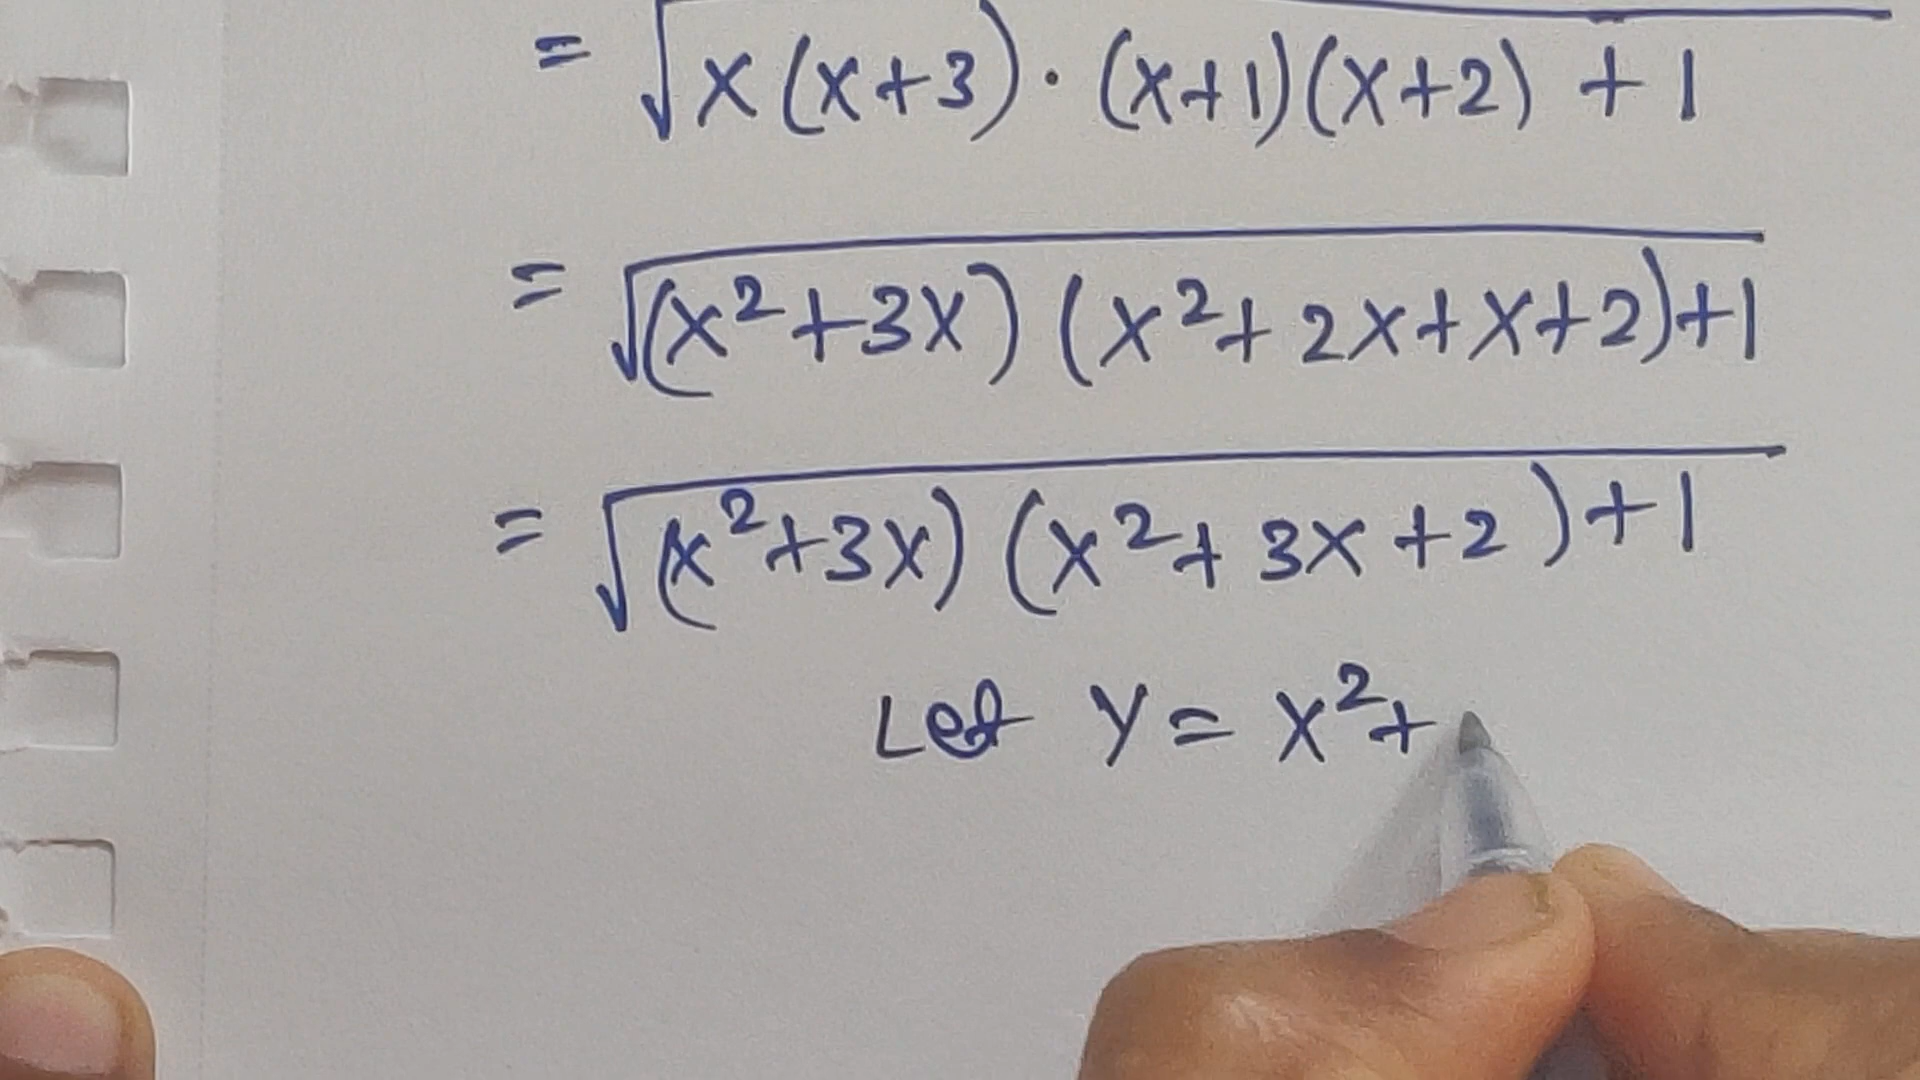 = √x(x+3)·(x+1)(x+2) + 1
= √(x²+3x)(x²+2x+x+2)+1
= √(x²+3x)(x²+3x+2)+1
Let y = x²+